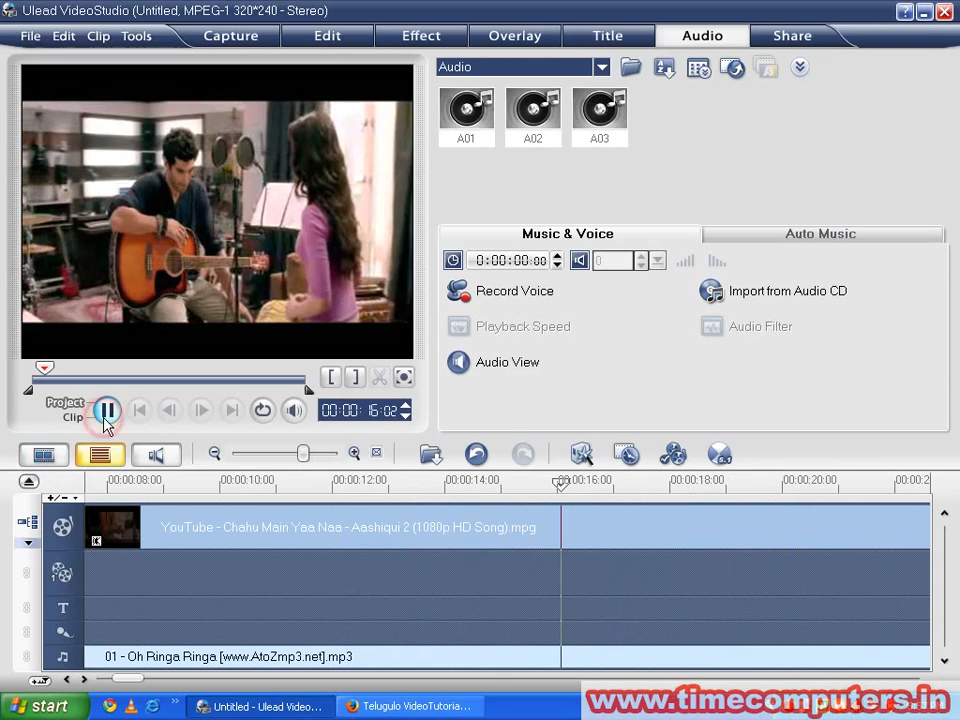 Ulead VideoStudio (Untitled, MPEG-1 320*240 - Stereo)
File Edit Clip Tools Capture Edit Effect Overlay Title Audio Share
Audio
A01 A02 A03
Music & Voice Auto Music
0:00:00:00 0
Record Voice Import from Audio CD
Playback Speed Audio Filter
Audio View
Project
Clip
00:00:16:02
00:00:08:00 00:00:10:00 00:00:12:00 00:00:14:00 00:00:16:00 00:00:18:00 00:00:20:00 00:00:2
YouTube - Chahu Main Yaa Naa - Aashiqui 2 (1080p HD Song).mpg
T
01 - Oh Ringa Ringa [www.AtoZmp3.net].mp3
start Untitled - Ulead Video... Telugulo VideoTutoria...
www.timecomputers.in